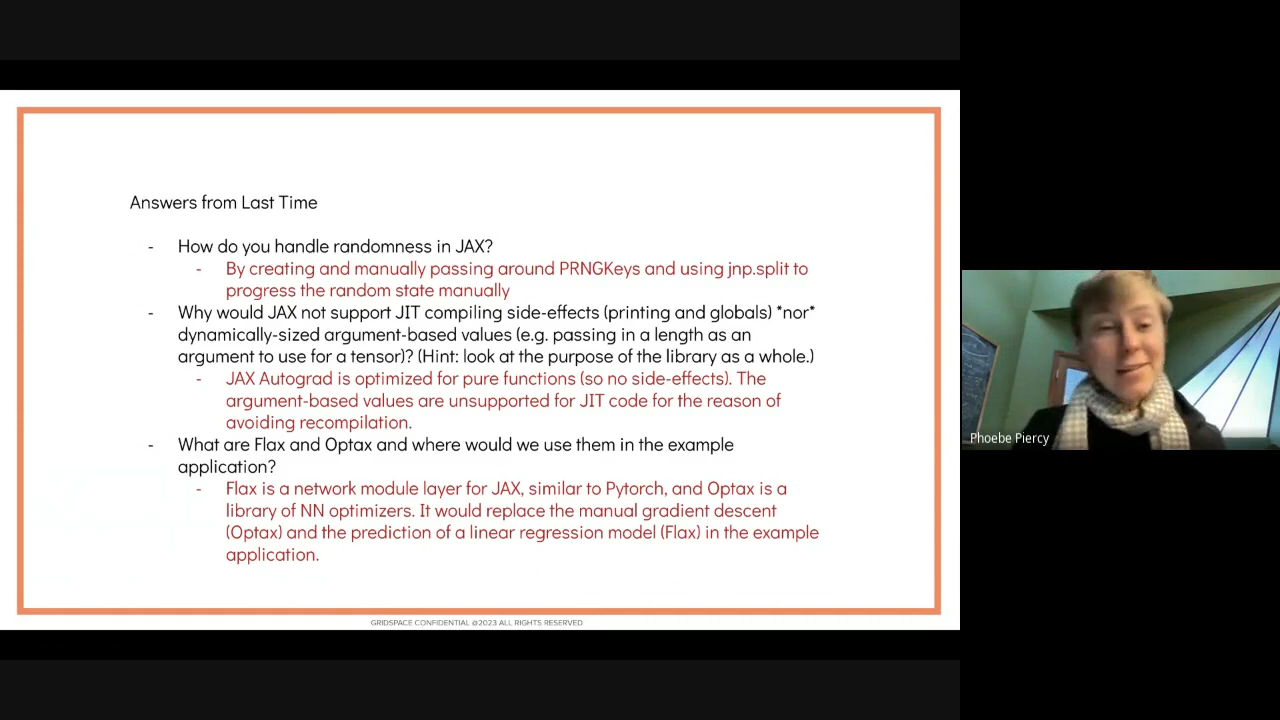 Answers from Last Time
- How do you handle randomness in JAX?
- By creating and manually passing around PRNGKeys and using jnp.split to
progress the random state manually
- Why would JAX not support JIT compiling side-effects (printing and globals) *nor*
dynamically-sized argument-based values (e.g. passing in a length as an
argument to use for a tensor)? (Hint: look at the purpose of the library as a whole.)
- JAX Autograd is optimized for pure functions (so no side-effects). The
argument-based values are unsupported for JIT code for the reason of
avoiding recompilation.
- What are Flax and Optax and where would we use them in the example
application?
- Flax is a network module layer for JAX, similar to Pytorch, and Optax is a
library of NN optimizers. It would replace the manual gradient descent
(Optax) and the prediction of a linear regression model (Flax) in the example
application.
GRIDSPACE CONFIDENTIAL @2023 ALL RIGHTS RESERVED
Phoebe Piercy